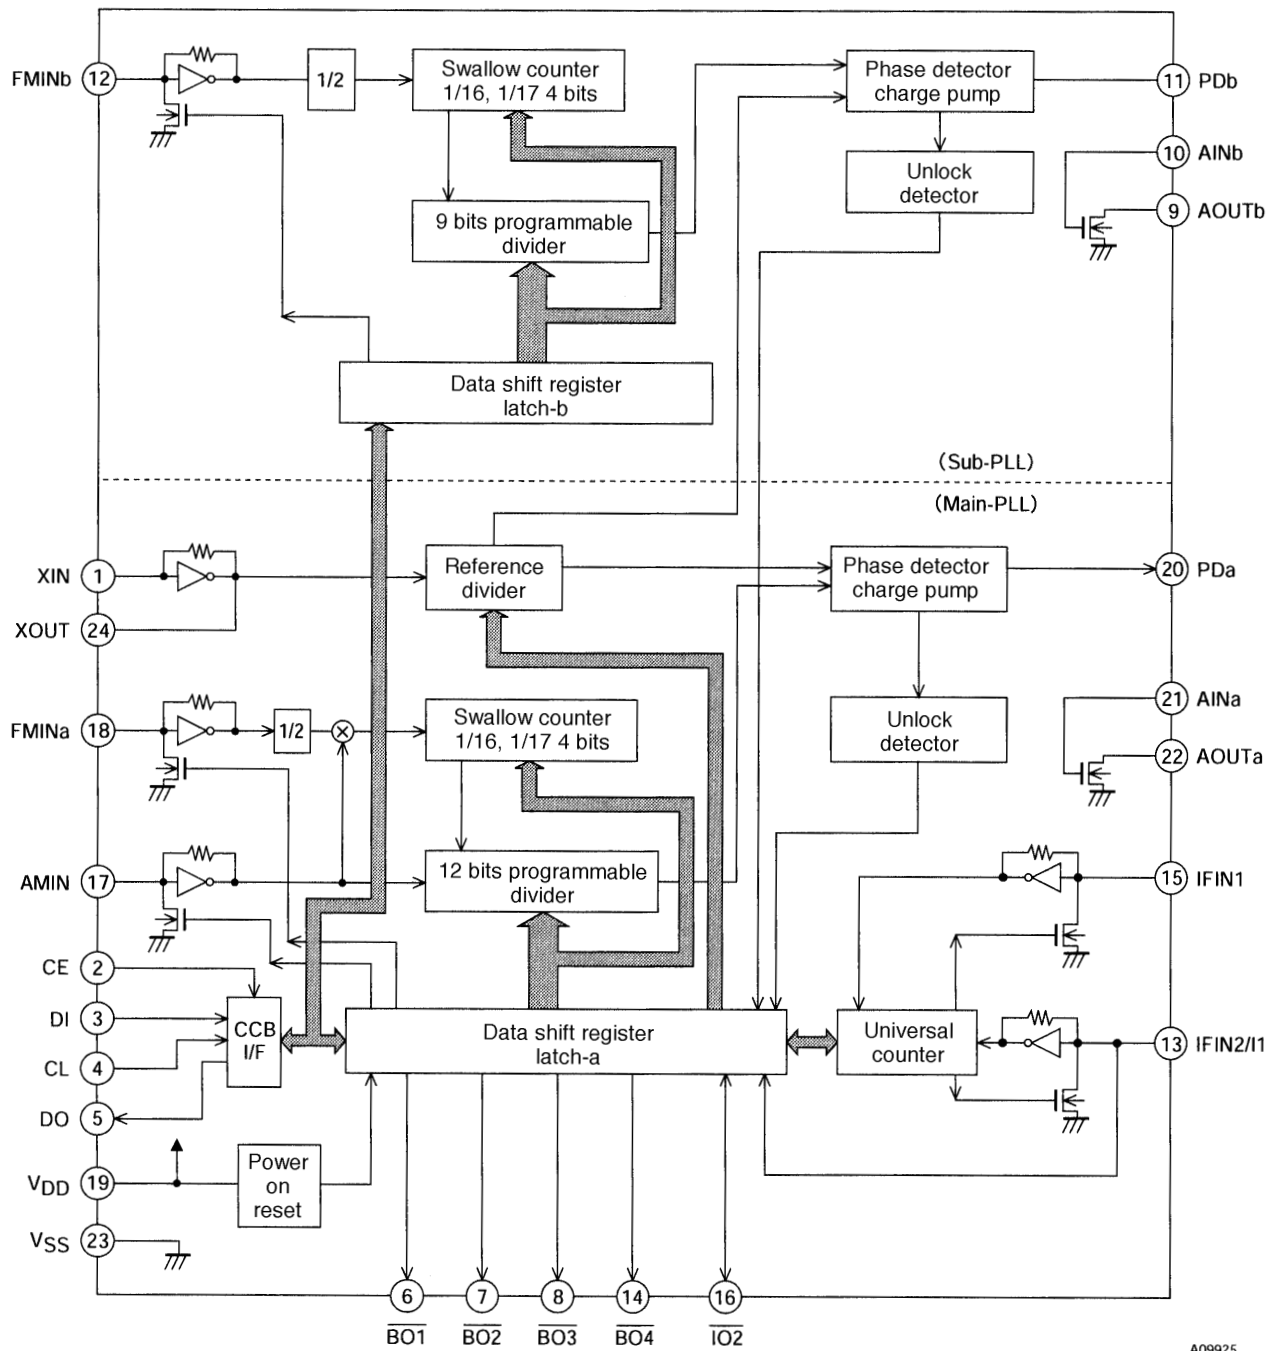 FMINb
12
1/2
Swallow counter
1/16, 1/17 4 bits
Phase detector
charge pump
11
PDb
10
AINb
Unlock
detector
9
AOUTb
9 bits programmable
divider
Data shift register
latch-b
(Sub-PLL)
(Main-PLL)
XIN
1
Reference
divider
Phase detector
charge pump
20
PDa
XOUT
24
FMINa
18
1/2
Swallow counter
1/16, 1/17 4 bits
Unlock
detector
21
AINa
22
AOUTa
AMIN
17
12 bits programmable
divider
15
IFIN1
CE
2
DI
3
CCB
I/F
Data shift register
latch-a
Universal
counter
13
IFIN2/I1
CL
4
DO
5
VDD
19
Power
on
reset
VSS
23
6
7
8
14
16
BO1
BO2
BO3
BO4
IO2
A09925